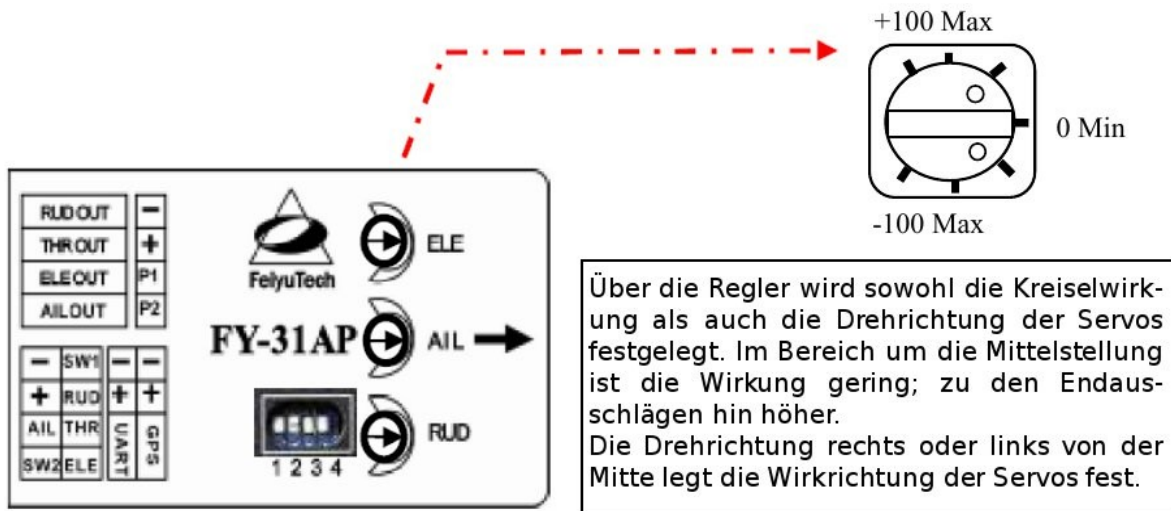 +100 Max
0 Min
-100 Max
RUD OUT
THR OUT
ELE OUT
AIL OUT
−
+
P1
P2
FeiyuTech
FY-31AP
ELE
AIL
RUD
1 2 3 4
− SW1 − −
+ RUD + +
AIL THR
SW2 ELE
UART
GPS
Über die Regler wird sowohl die Kreiselwirk-
ung als auch die Drehrichtung der Servos
festgelegt. Im Bereich um die Mittelstellung
ist die Wirkung gering; zu den Endaus-
schlägen hin höher.
Die Drehrichtung rechts oder links von der
Mitte legt die Wirkrichtung der Servos fest.